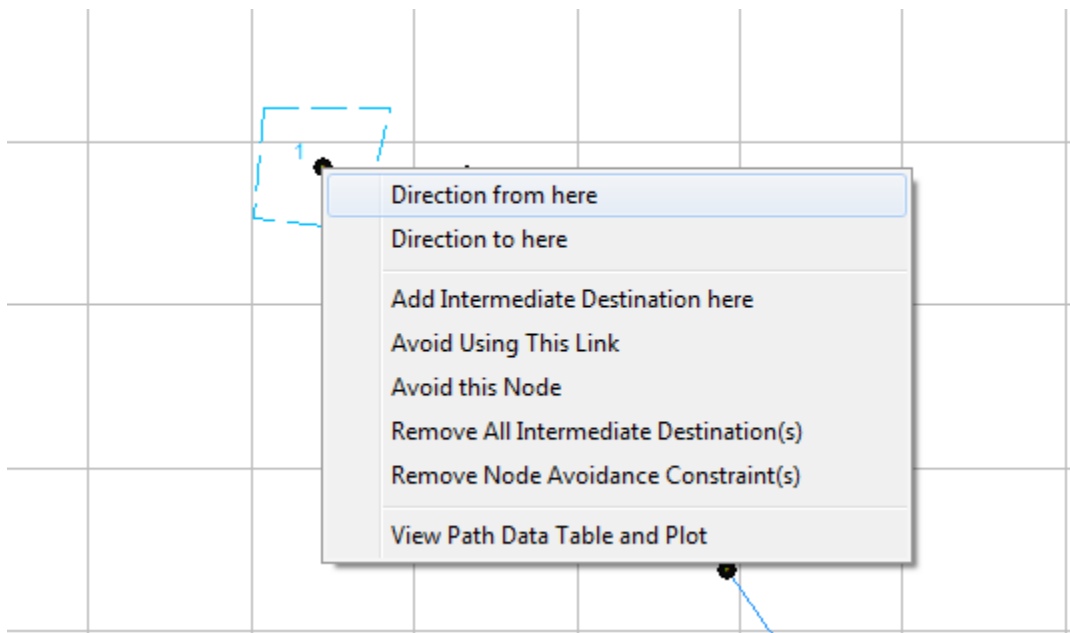 1
Direction from here
Direction to here
Add Intermediate Destination here
Avoid Using This Link
Avoid this Node
Remove All Intermediate Destination(s)
Remove Node Avoidance Constraint(s)
View Path Data Table and Plot